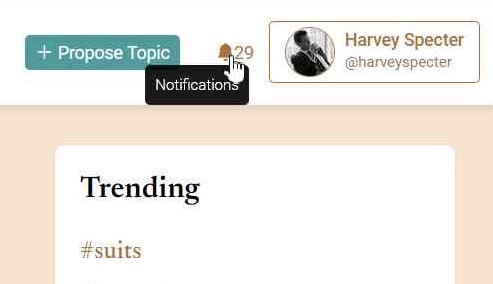 + Propose Topic
29
Harvey Specter
@harveyspecter
Notifications
Trending
#suits